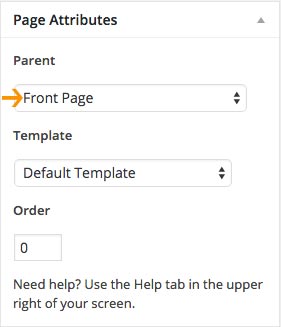 Page Attributes
Parent
Front Page
Template
Default Template
Order
0
Need help? Use the Help tab in the upper
right of your screen.